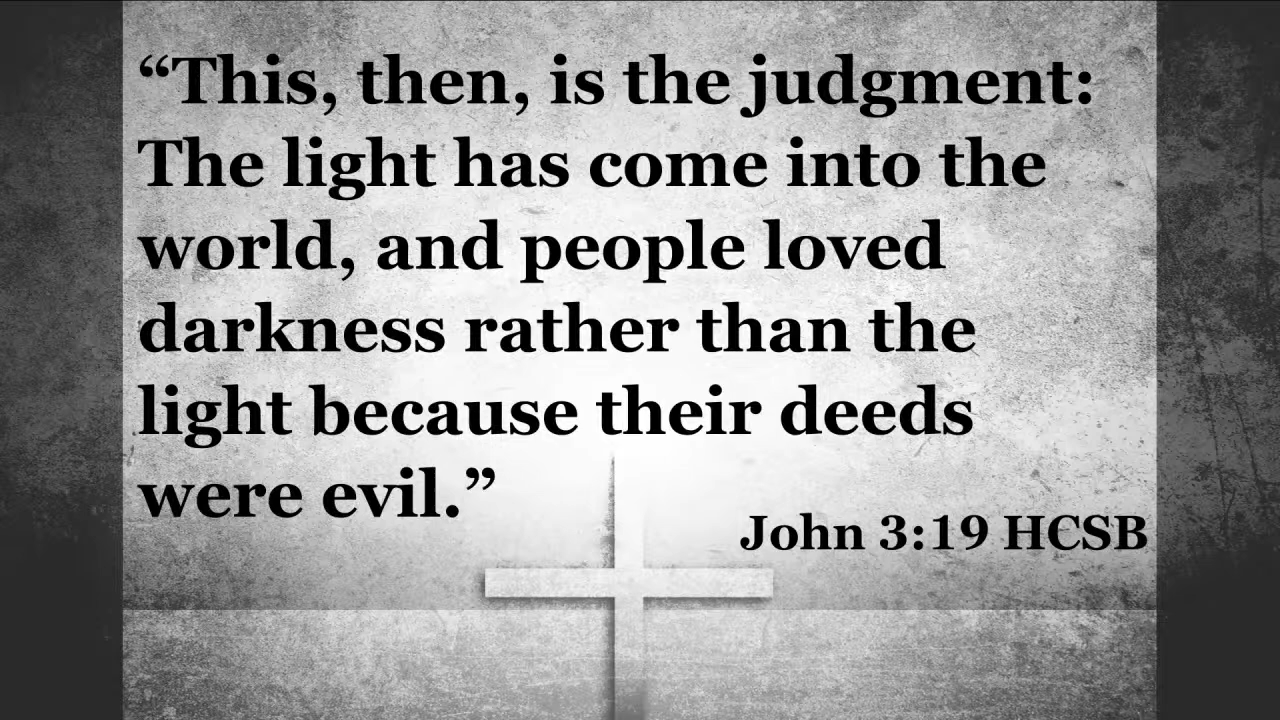 “This, then, is the judgment:
The light has come into the
world, and people loved
darkness rather than the
light because their deeds
were evil.”
John 3:19 HCSB